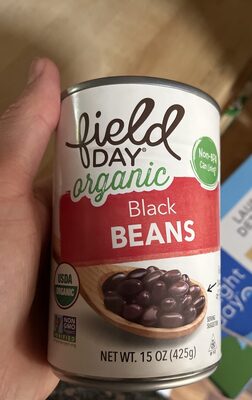 field
DAY®
organic
Non-BPA
Can Lining
Black
BEANS
USDA
ORGANIC
NON
GMO
SERVING
SUGGESTION
NET WT. 15 OZ (425g)